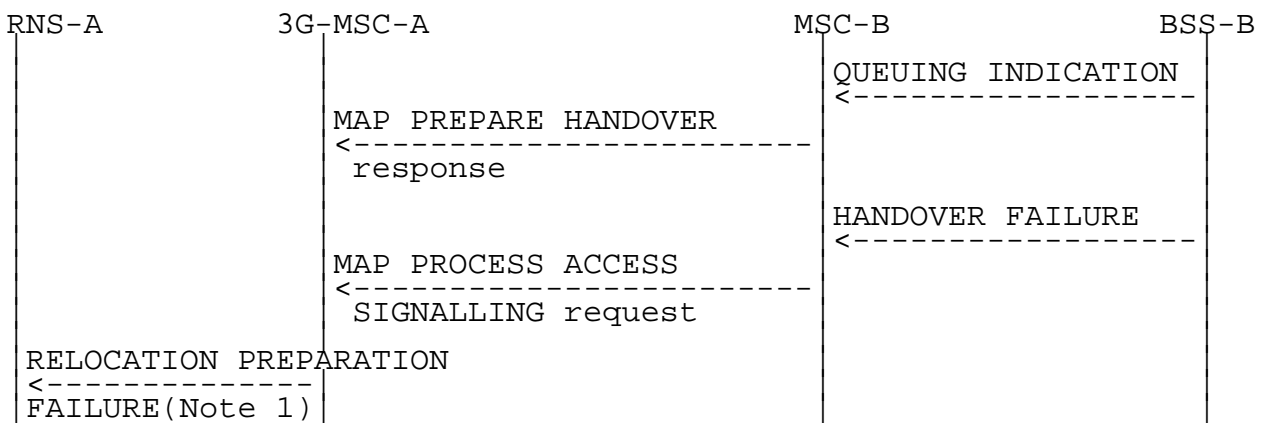 RNS-A 3G-MSC-A MSC-B BSS-B
QUEUING INDICATION
<------------------
MAP PREPARE HANDOVER
<------------------------
response
HANDOVER FAILURE
<------------------
MAP PROCESS ACCESS
<------------------------
SIGNALLING request
RELOCATION PREPARATION
<--------------
FAILURE(Note 1)